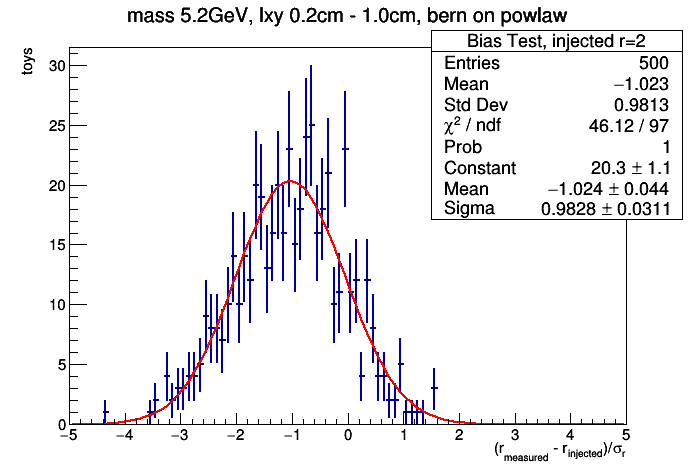 mass 5.2GeV, lxy 0.2cm - 1.0cm, bern on powlaw
Bias Test, injected r=2
Entries 500
Mean −1.023
Std Dev 0.9813
χ² / ndf 46.12 / 97
Prob 1
Constant 20.3 ± 1.1
Mean −1.024 ± 0.044
Sigma 0.9828 ± 0.0311
toys
30
25
20
15
10
5
0
−5 −4 −3 −2 −1 0 1 2 3 4 5
(r_measured - r_injected)/σ_r